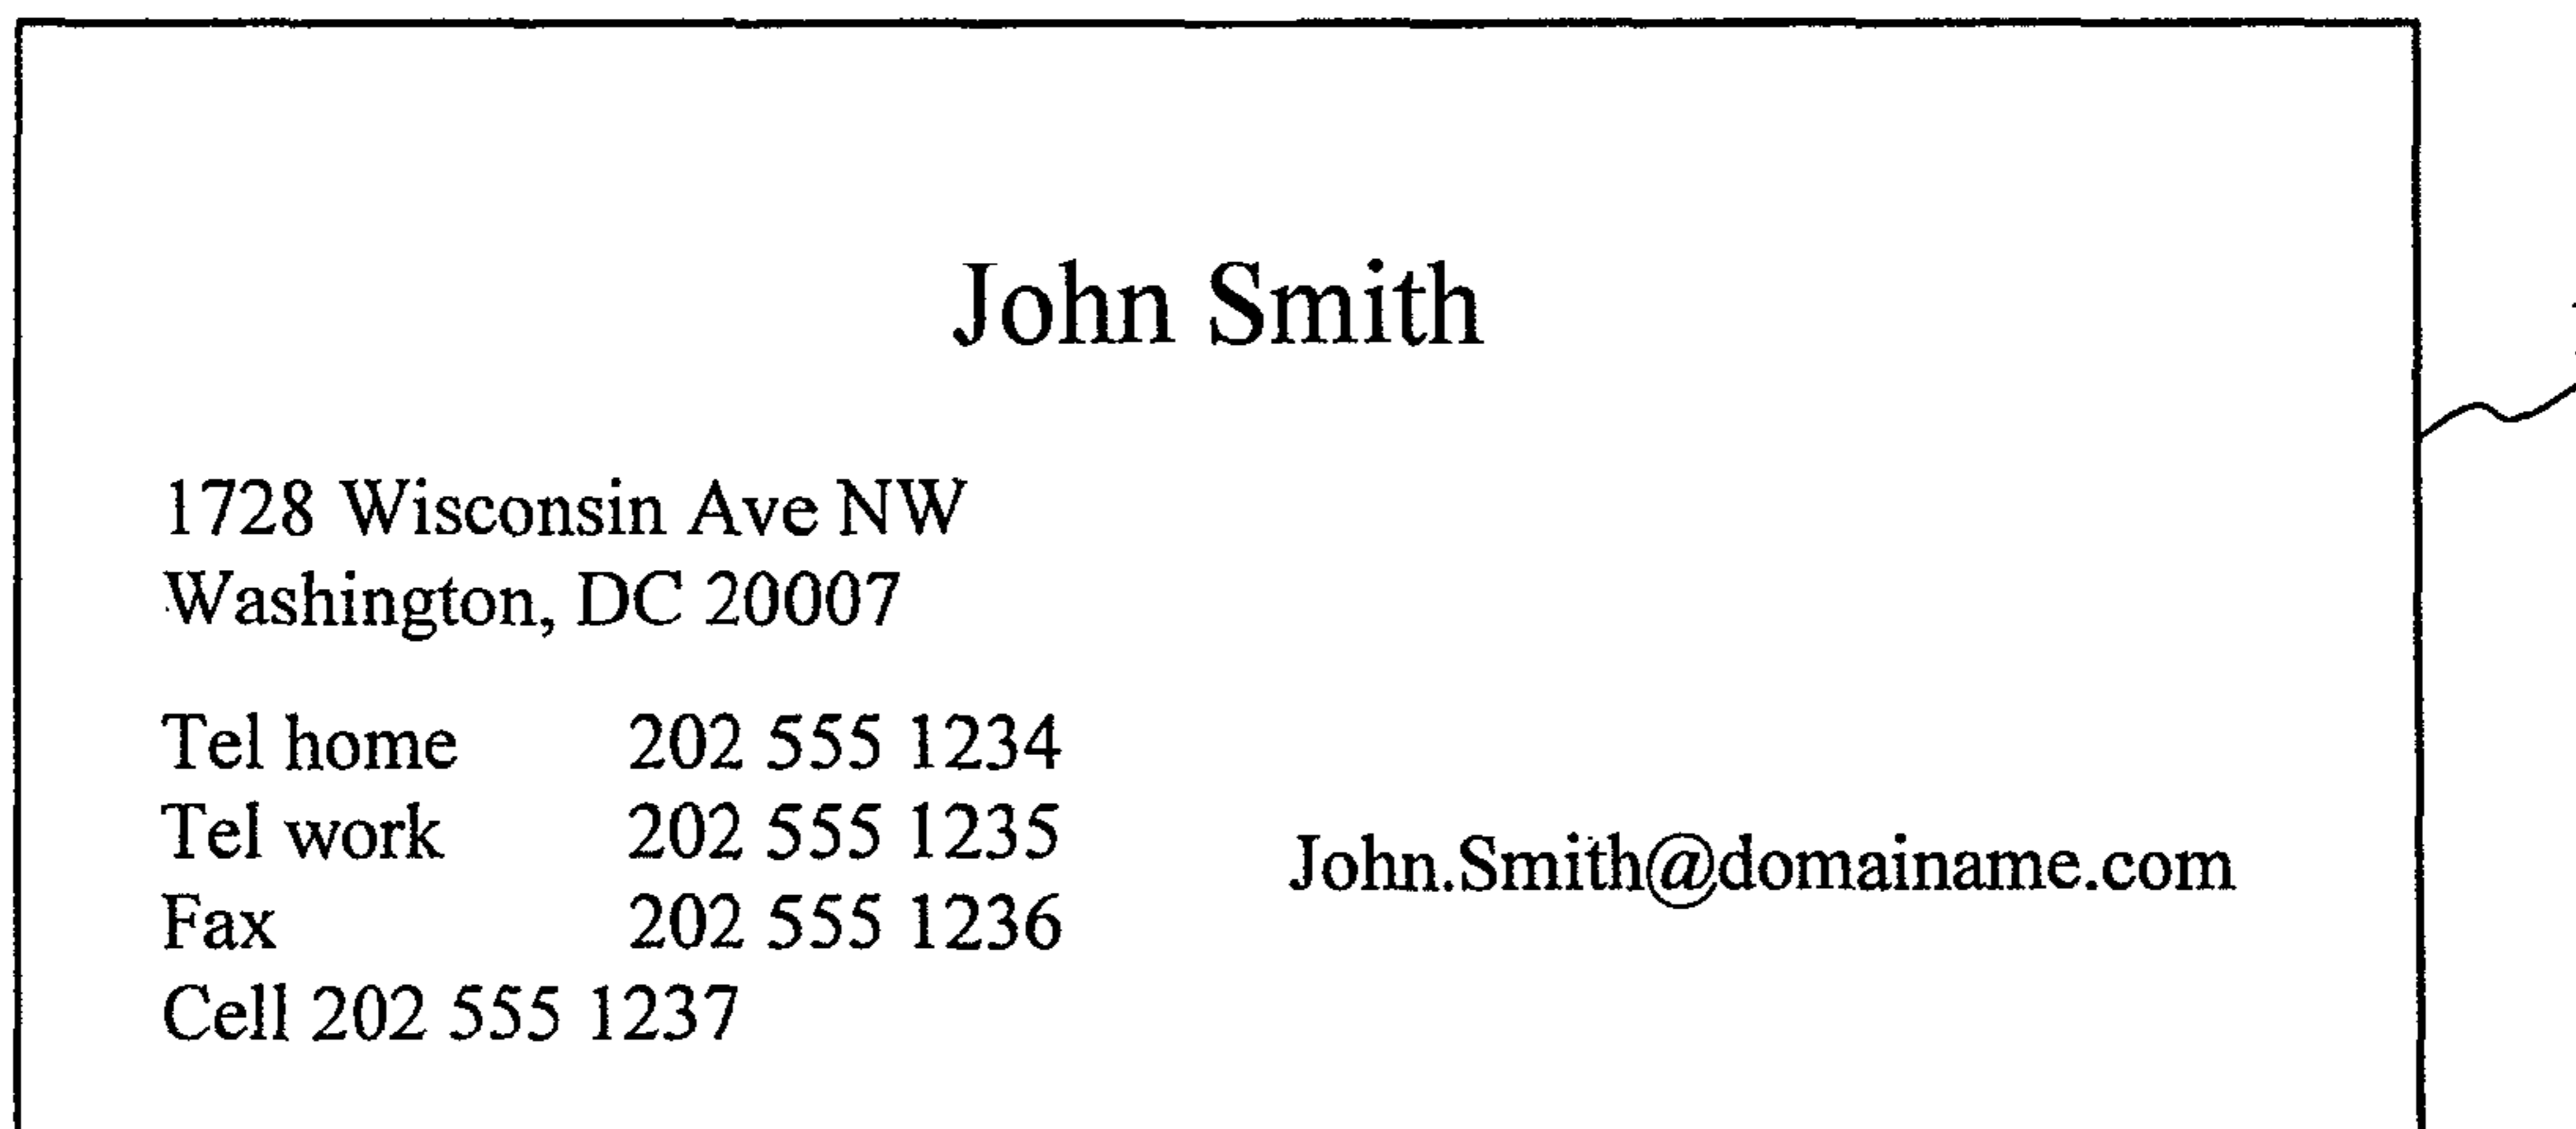 John Smith
1728 Wisconsin Ave NW
Washington, DC 20007
Tel home 202 555 1234
Tel work 202 555 1235
Fax 202 555 1236
Cell 202 555 1237
John.Smith@domainame.com